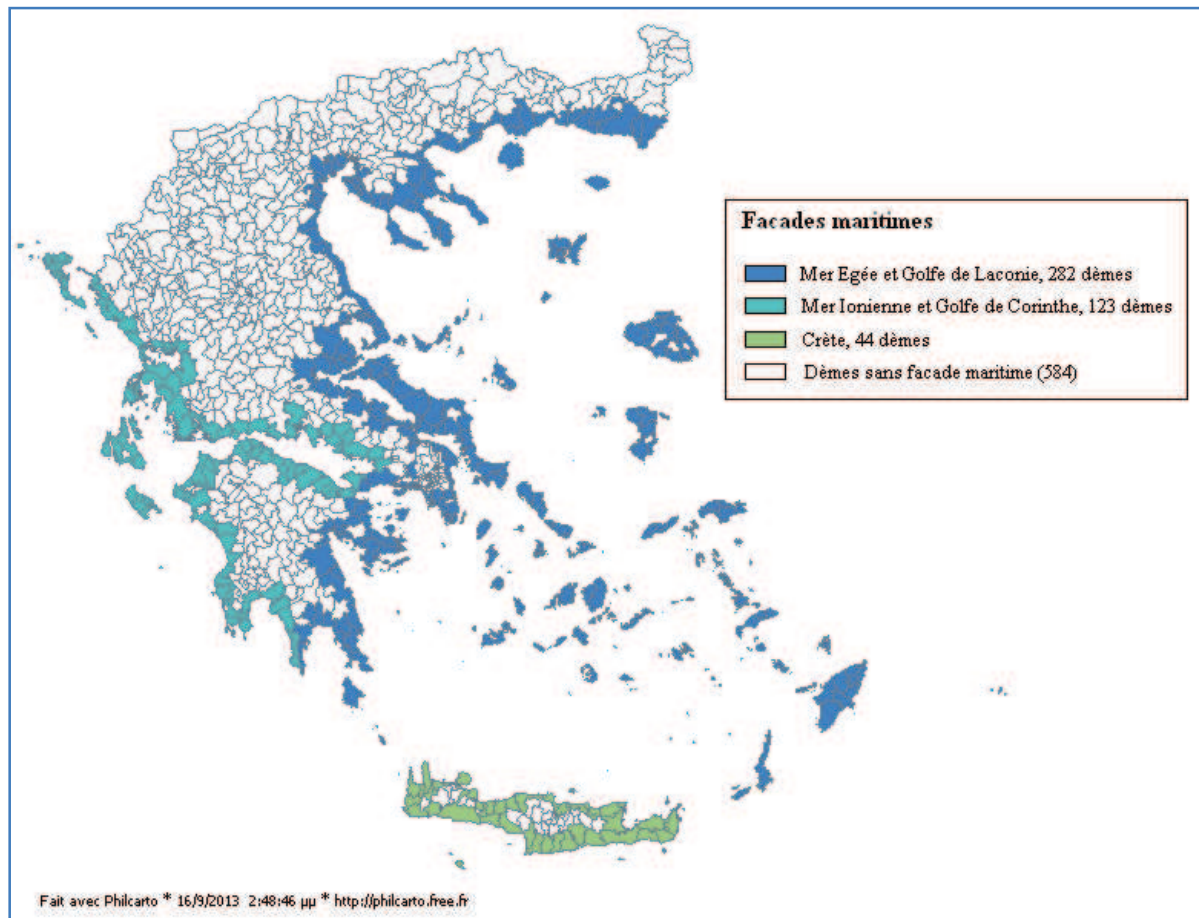 Facades maritimes
Mer Egée et Golfe de Laconie, 282 dèmes
Mer Ionienne et Golfe de Corinthe, 123 dèmes
Crète, 44 dèmes
Dèmes sans facade maritime (584)
Fait avec Philcarto * 16/9/2013 2:48:46 μμ * http://philcarto.free.fr